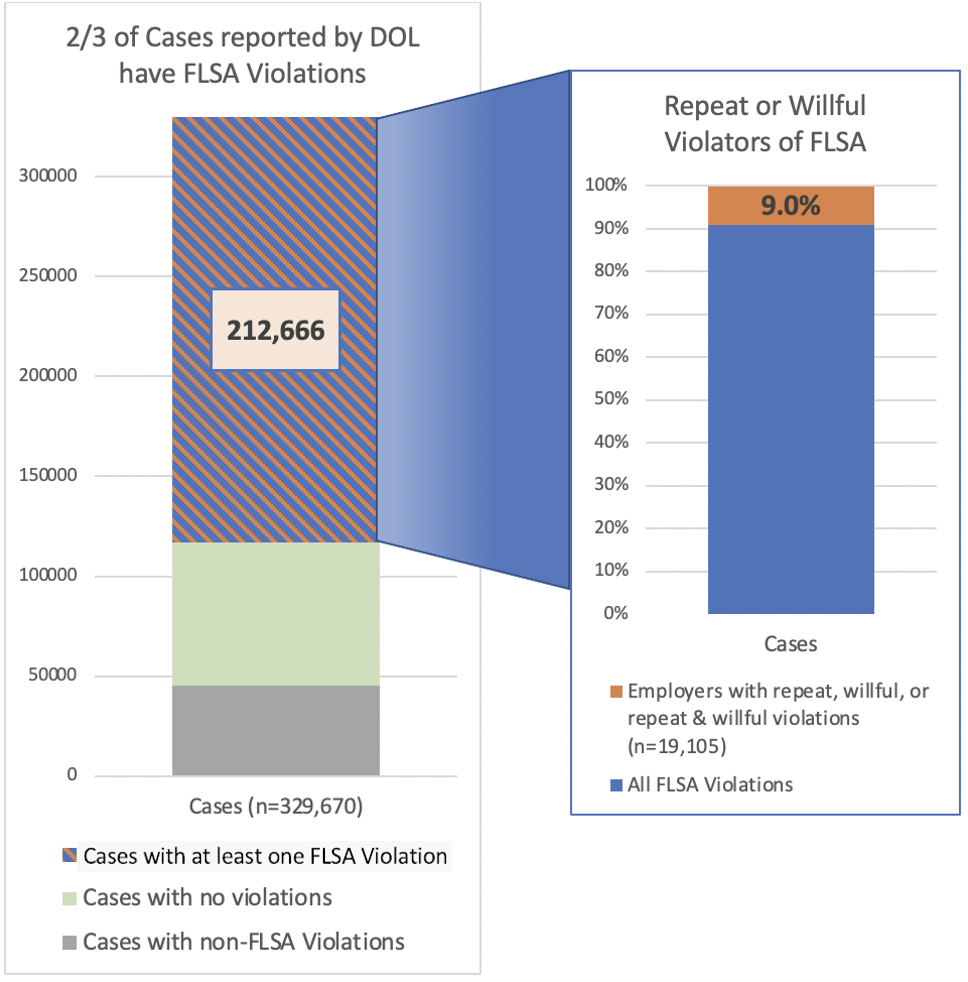 2/3 of Cases reported by DOL
have FLSA Violations
300000
250000
212,666
200000
150000
100000
50000
0
Cases (n=329,670)
Cases with at least one FLSA Violation
Cases with no violations
Cases with non-FLSA Violations
Repeat or Willful
Violators of FLSA
100%
9.0%
90%
80%
70%
60%
50%
40%
30%
20%
10%
0%
Cases
Employers with repeat, willful, or
repeat & willful violations
(n=19,105)
All FLSA Violations